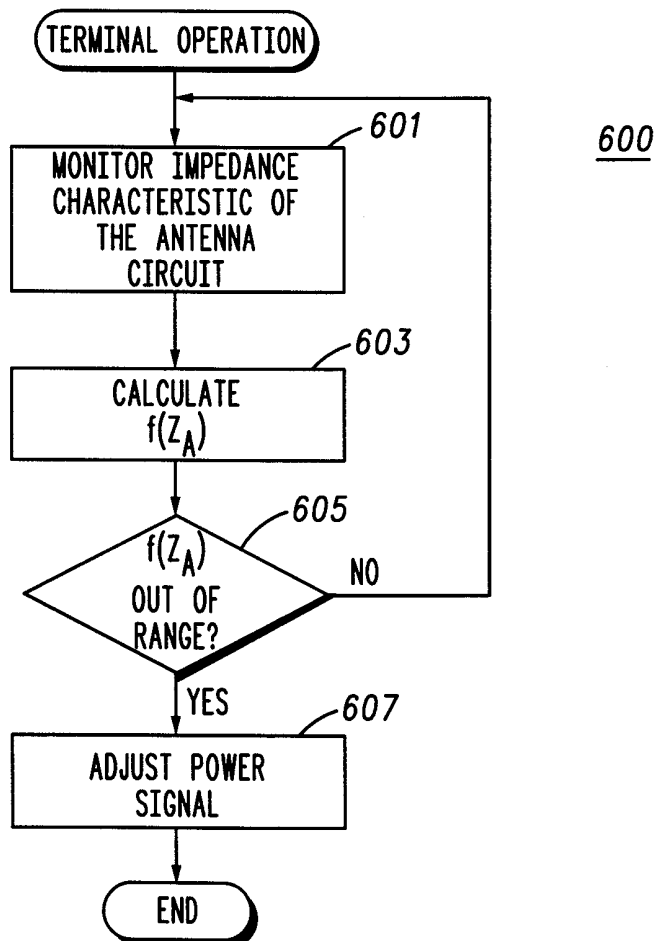 TERMINAL OPERATION
601
600
MONITOR IMPEDANCE
CHARACTERISTIC OF
THE ANTENNA
CIRCUIT
603
CALCULATE
f(Z_A)
605
f(Z_A)
OUT OF
RANGE?
NO
YES
607
ADJUST POWER
SIGNAL
END